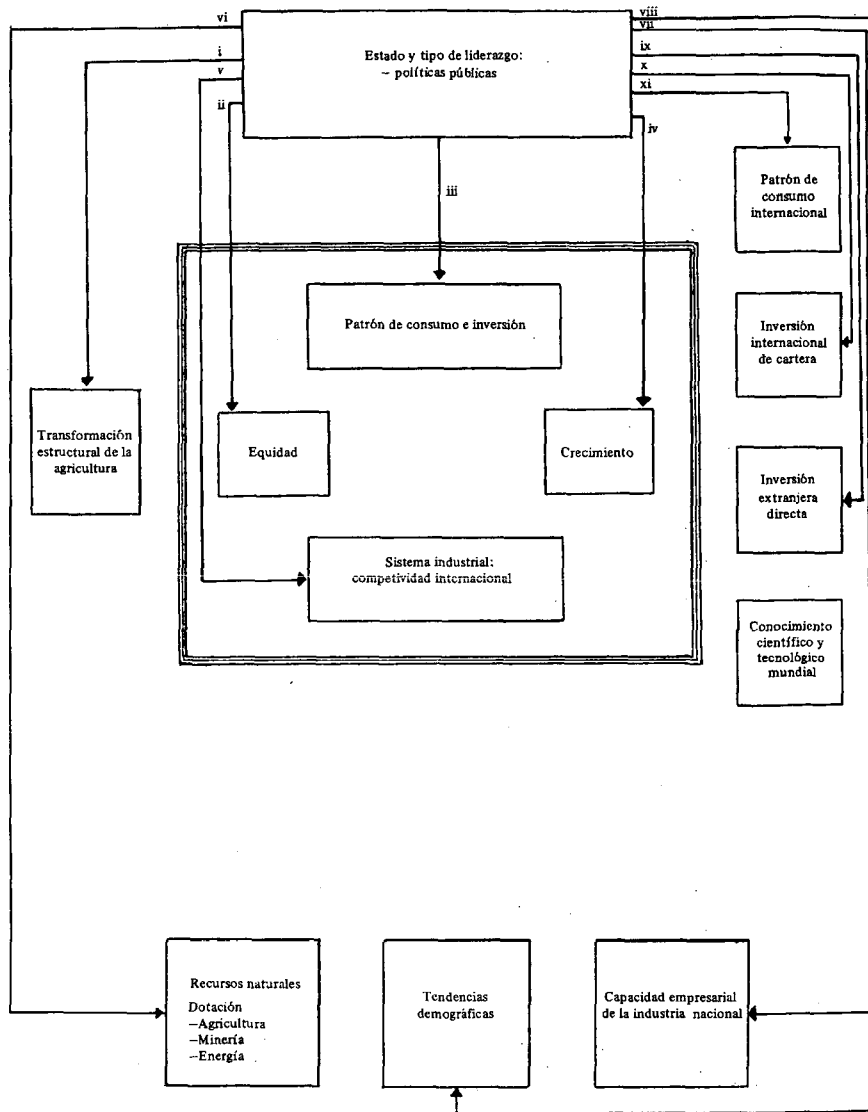 vi
i
v
ii
Estado y tipo de liderazgo:
– políticas públicas
viii
vii
ix
x
xi
iv
iii
Patrón de
consumo
internacional
Patrón de consumo e inversión
Inversión
internacional
de cartera
Transformación
estructural de la
agricultura
Equidad
Crecimiento
Inversión
extranjera
directa
Sistema industrial:
competividad internacional
Conocimiento
científico y
tecnológico
mundial
Recursos naturales
Dotación
–Agricultura
–Minería
–Energía
Tendencias
demográficas
Capacidad empresarial
de la industria nacional